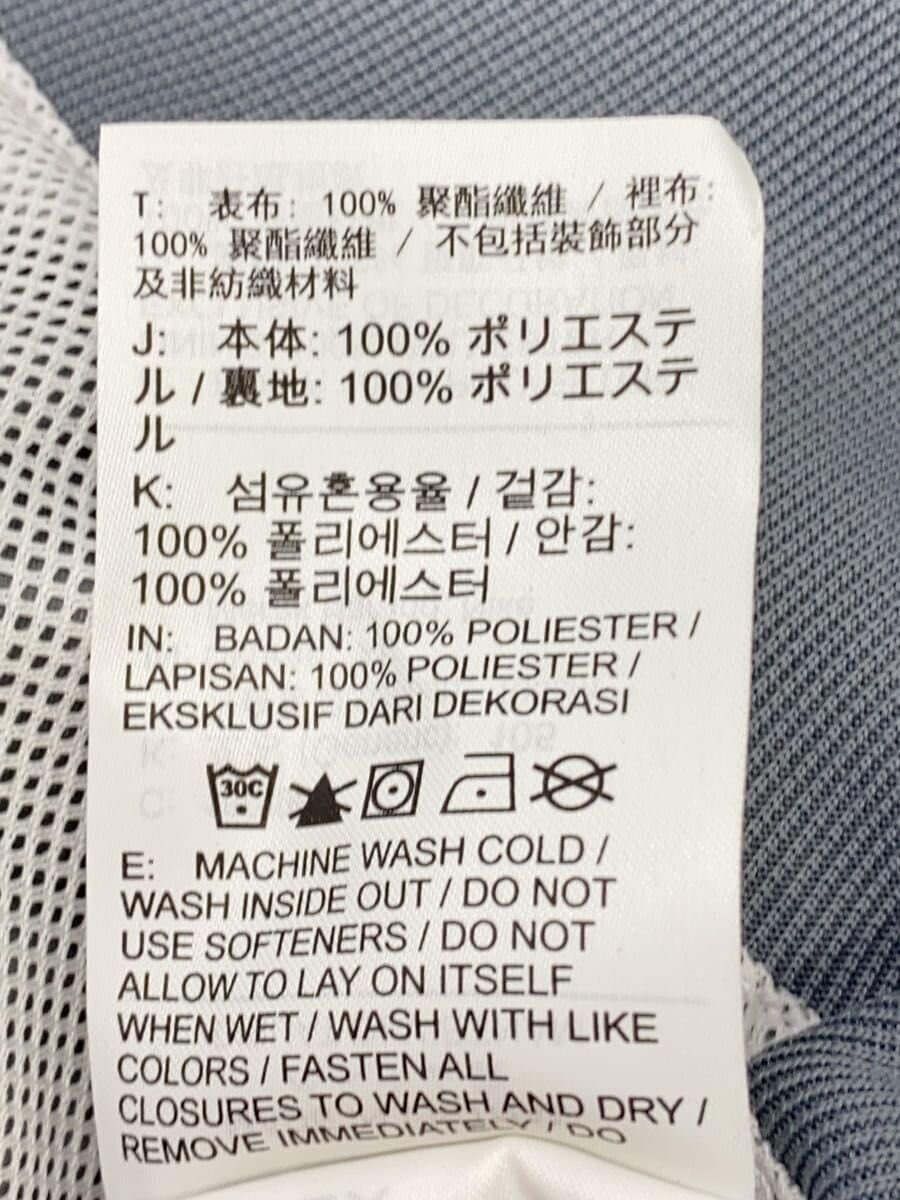 T: 表布: 100% 聚酯纖維 / 裡布:
100% 聚酯纖維 / 不包括裝飾部分
及非紡織材料
J: 本体: 100% ポリエステ
ル / 裏地: 100% ポリエステ
ル
K: 섬유혼용율 / 겉감:
100% 폴리에스터 / 안감:
100% 폴리에스터
IN: BADAN: 100% POLIESTER /
LAPISAN: 100% POLIESTER /
EKSKLUSIF DARI DEKORASI
30C
E: MACHINE WASH COLD /
WASH INSIDE OUT / DO NOT
USE SOFTENERS / DO NOT
ALLOW TO LAY ON ITSELF
WHEN WET / WASH WITH LIKE
COLORS / FASTEN ALL
CLOSURES TO WASH AND DRY /
REMOVE IMMEDIATELY / DO